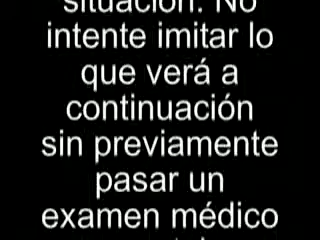 situación. No
intente imitar lo
que verá a
continuación
sin previamente
pasar un
examen médico